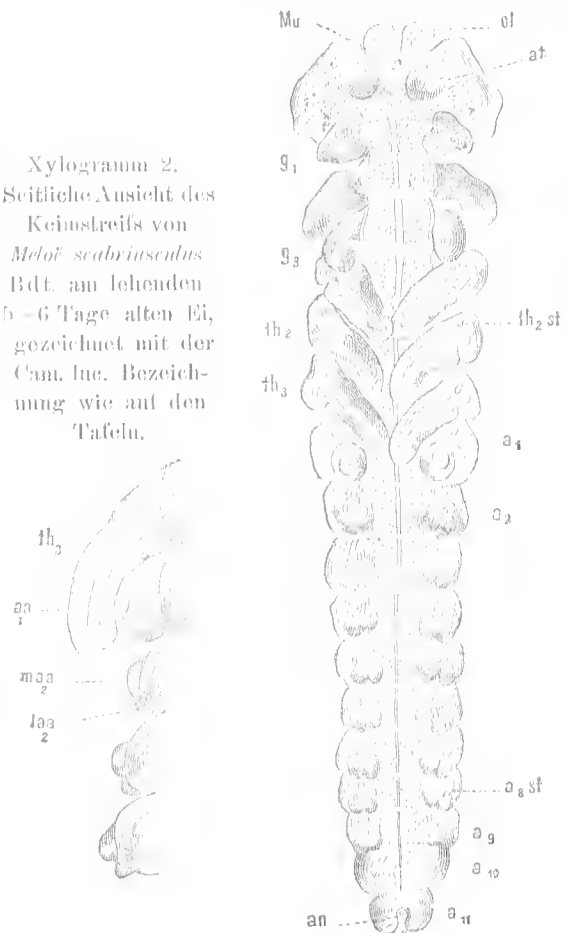 Xylogramm 2.
Seitliche Ansicht des
Keimstreifs von
Meloë scabriusculus
Bdt. am lebenden
5–6 Tage alten Ei,
gezeichnet mit der
Cam. luc. Bezeich-
nung wie auf den
Tafeln.
th3
aa1
maa2
laa2
Mu
ol
at
g1
g3
th2
th2 st
th3
a1
a2
a8 st
a9
a10
an
a11